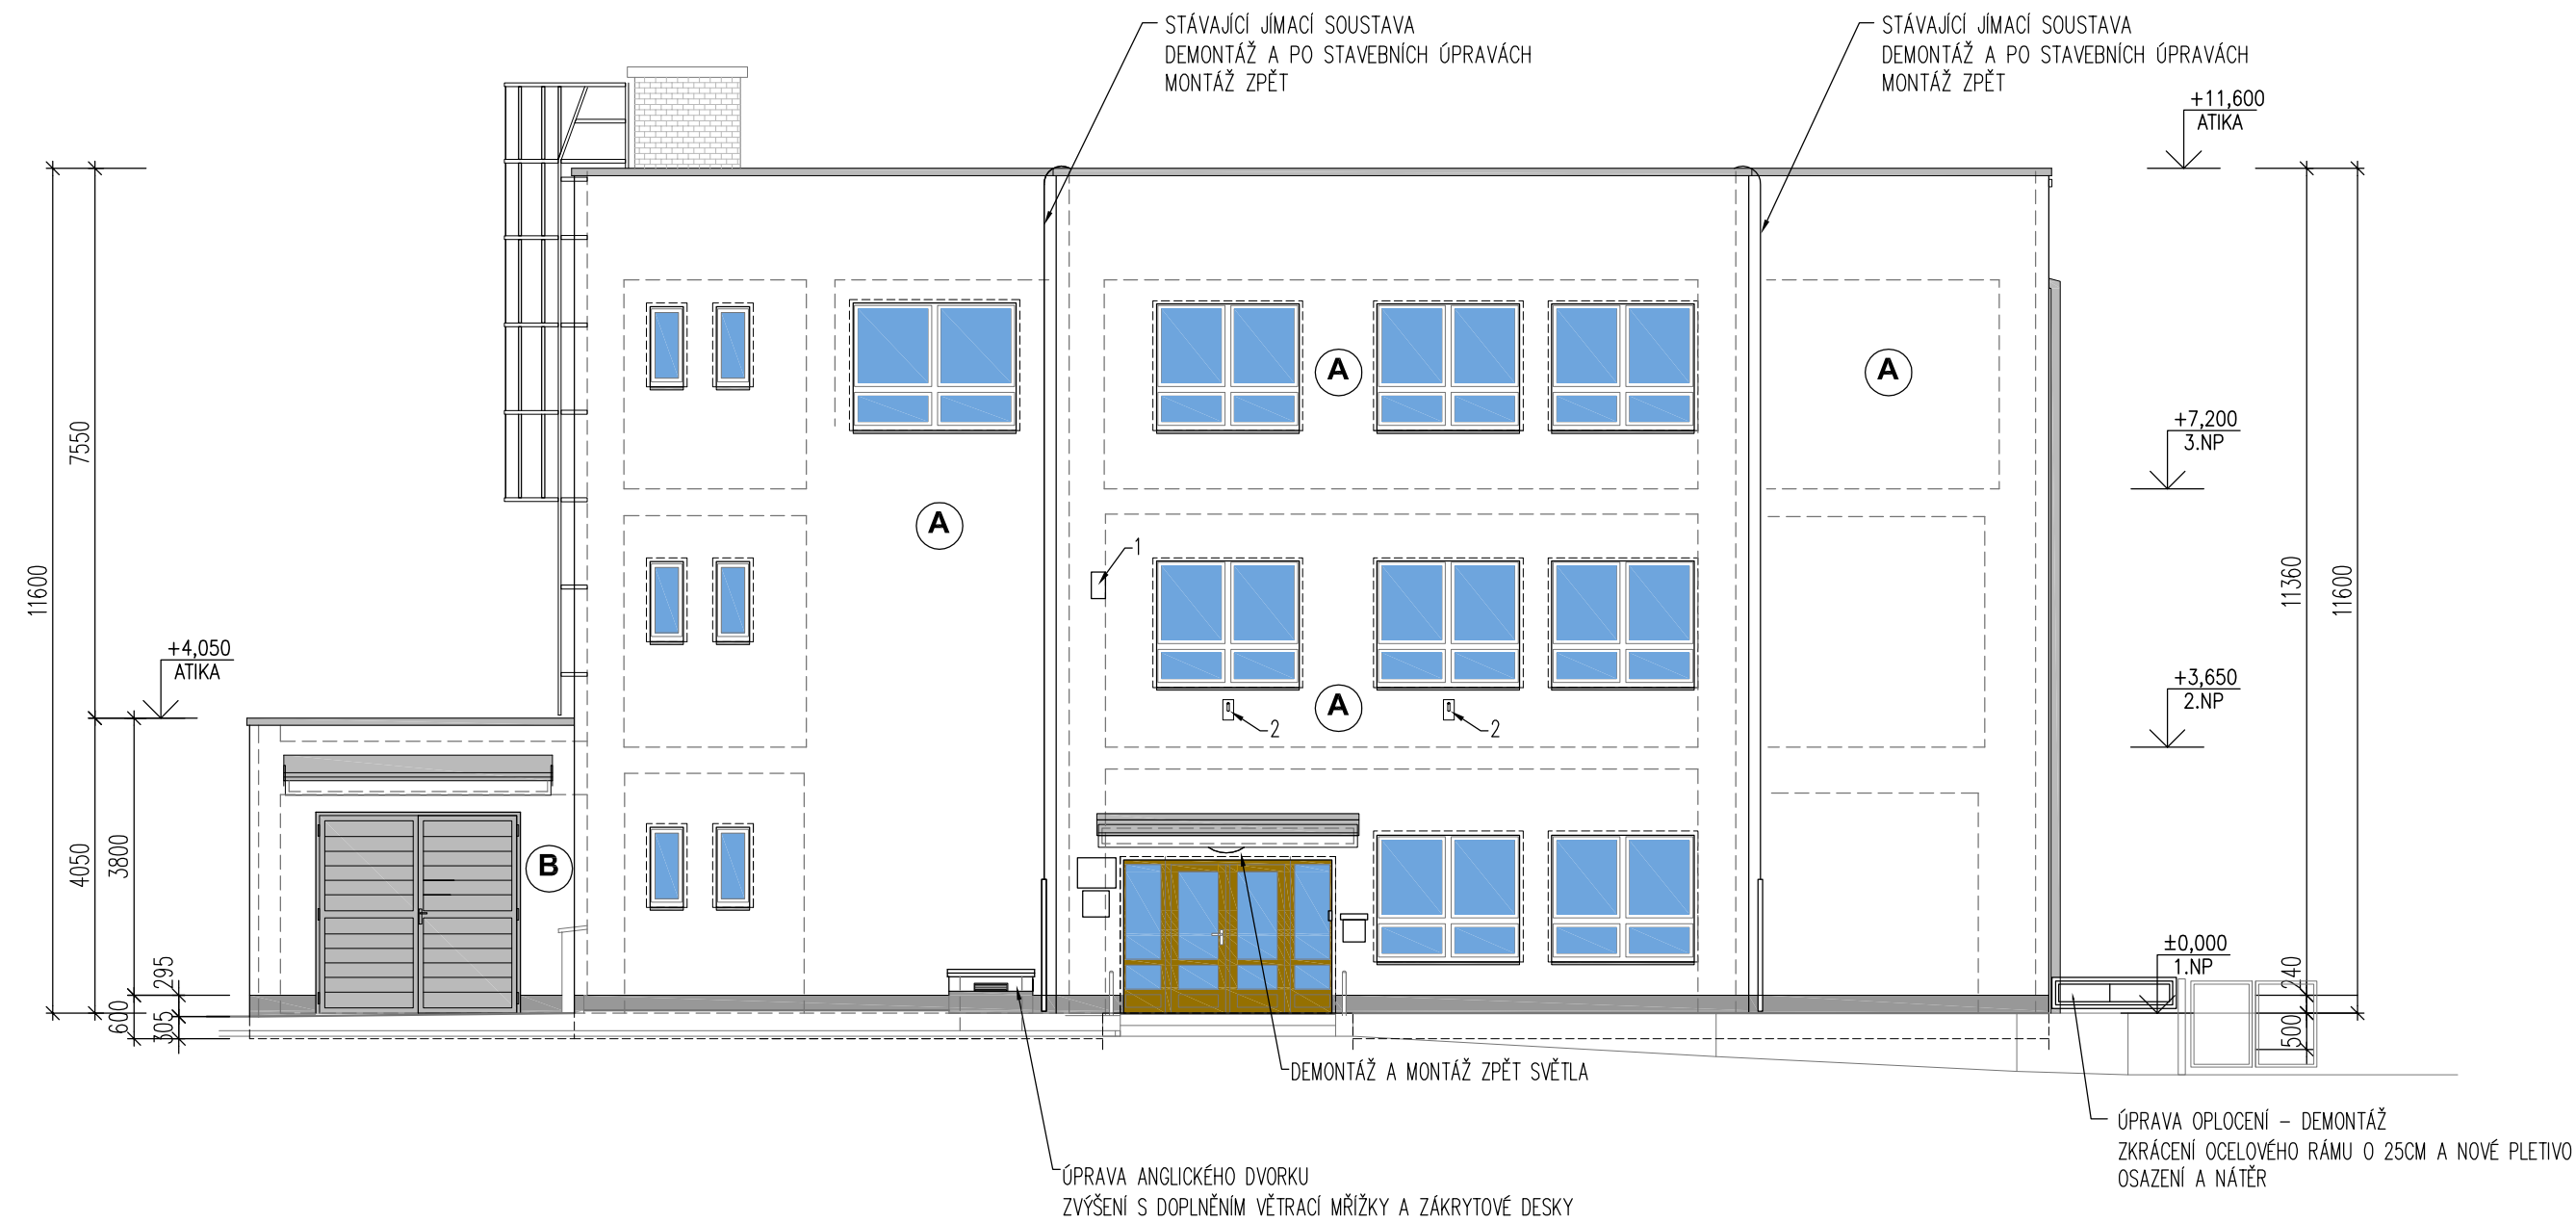 STÁVAJÍCÍ JÍMACÍ SOUSTAVA
DEMONTÁŽ A PO STAVEBNÍCH ÚPRAVÁCH
MONTÁŽ ZPĚT
STÁVAJÍCÍ JÍMACÍ SOUSTAVA
DEMONTÁŽ A PO STAVEBNÍCH ÚPRAVÁCH
MONTÁŽ ZPĚT
+11,600
ATIKA
A
A
+7,200
3.NP
7550
A
1
11600
11360
11600
+4,050
ATIKA
+3,650
2.NP
A
2
2
4050
3800
B
±0,000
1.NP
295
240
600
305
500
DEMONTÁŽ A MONTÁŽ ZPĚT SVĚTLA
ÚPRAVA OPLOCENÍ – DEMONTÁŽ
ZKRÁCENÍ OCELOVÉHO RÁMU O 25CM A NOVÉ PLETIVO
OSAZENÍ A NÁTĚR
ÚPRAVA ANGLICKÉHO DVORKU
ZVÝŠENÍ S DOPLNĚNÍM VĚTRACÍ MŘÍŽKY A ZÁKRYTOVÉ DESKY